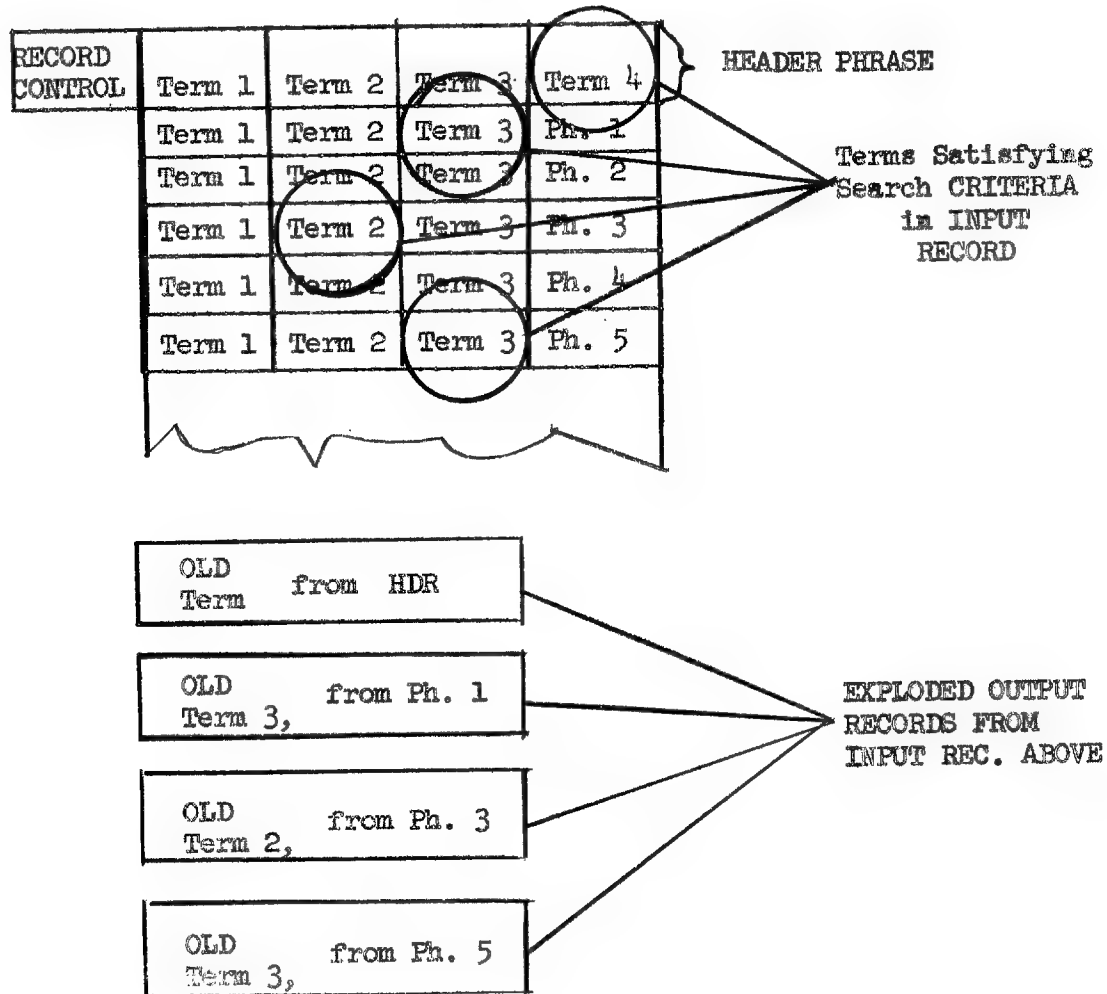 RECORD
CONTROL
Term 1 Term 2 Term 3 Term 4
HEADER PHRASE
Term 1 Term 2 Term 3 Ph. 1
Term 1 Term 2 Term 3 Ph. 2
Term 1 Term 2 Term 3 Ph. 3
Term 1 Term 2 Term 3 Ph. 4
Term 1 Term 2 Term 3 Ph. 5
Terms Satisfying
Search CRITERIA
in INPUT
RECORD
OLD
Term from HDR
OLD
Term 3, from Ph. 1
OLD
Term 2, from Ph. 3
OLD
Term 3, from Ph. 5
EXPLODED OUTPUT
RECORDS FROM
INPUT REC. ABOVE